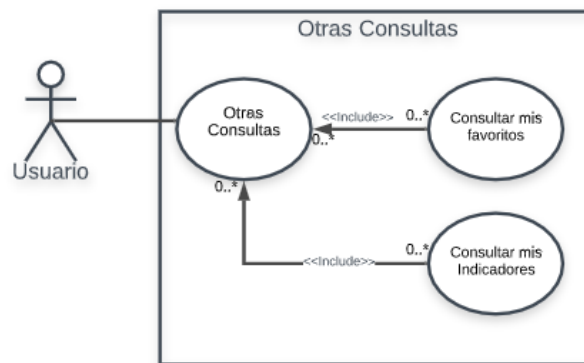 Otras Consultas
Otras
Consultas
<<Include>>
0..*
0..*
Consultar mis
favoritos
Usuario
0..*
<<Include>>
0..*
Consultar mis
Indicadores